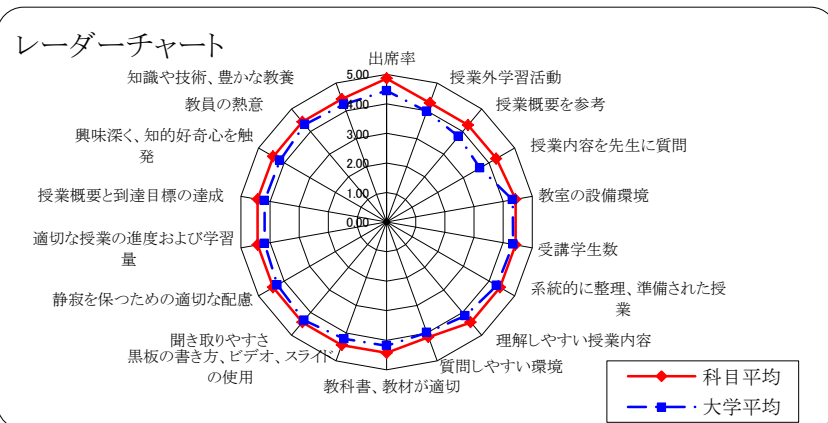 レーダーチャート
出席率
授業外学習活動
授業概要を参考
授業内容を先生に質問
教室の設備環境
受講学生数
系統的に整理、準備された授
業
理解しやすい授業内容
質問しやすい環境
教科書、教材が適切
黒板の書き方、ビデオ、スライド
の使用
聞き取りやすさ
静寂を保つための適切な配慮
適切な授業の進度および学習
量
授業概要と到達目標の達成
興味深く、知的好奇心を触
発
教員の熱意
知識や技術、豊かな教養
5.00
4.00
3.00
2.00
1.00
0.00
科目平均
大学平均